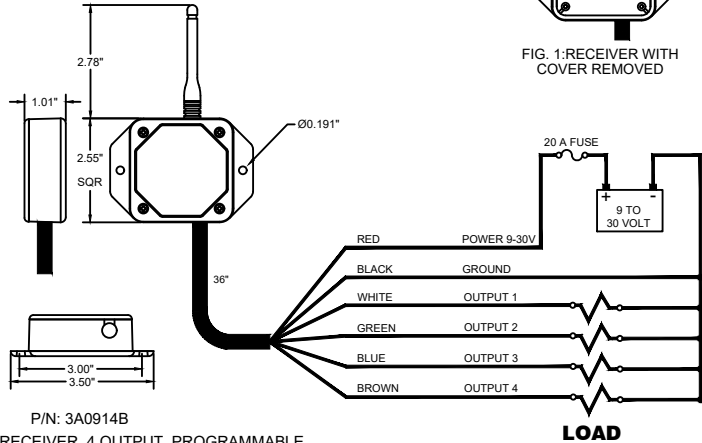 2.78"
FIG. 1:RECEIVER WITH
COVER REMOVED
1.01"
Ø0.191"
2.55"
SQR
20 A FUSE
+ -
9 TO
30 VOLT
RED POWER 9-30V
BLACK GROUND
36"
WHITE OUTPUT 1
GREEN OUTPUT 2
BLUE OUTPUT 3
BROWN OUTPUT 4
3.00"
3.50"
LOAD
P/N: 3A0914B
RECEIVER, 4 OUTPUT, PROGRAMMABLE